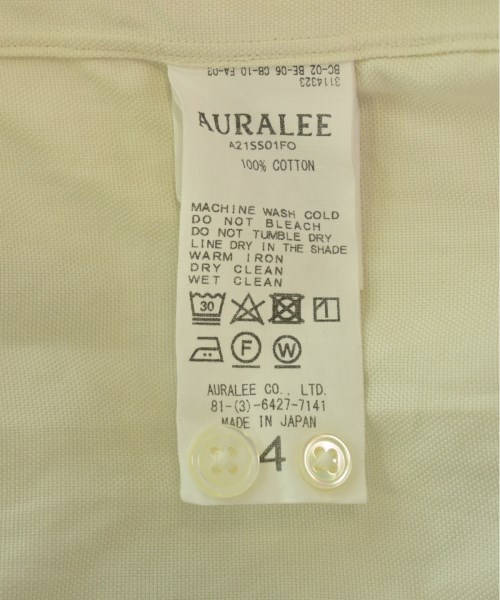 BC-02 BE-06 CB-10 FA-03
3114323
AURALEE
A21SS01FO
100% COTTON
MACHINE WASH COLD
DO NOT BLEACH
DO NOT TUMBLE DRY
LINE DRY IN THE SHADE
WARM IRON
DRY CLEAN
WET CLEAN
30
F W
AURALEE CO., LTD.
81-(3)-6427-7141
MADE IN JAPAN
4